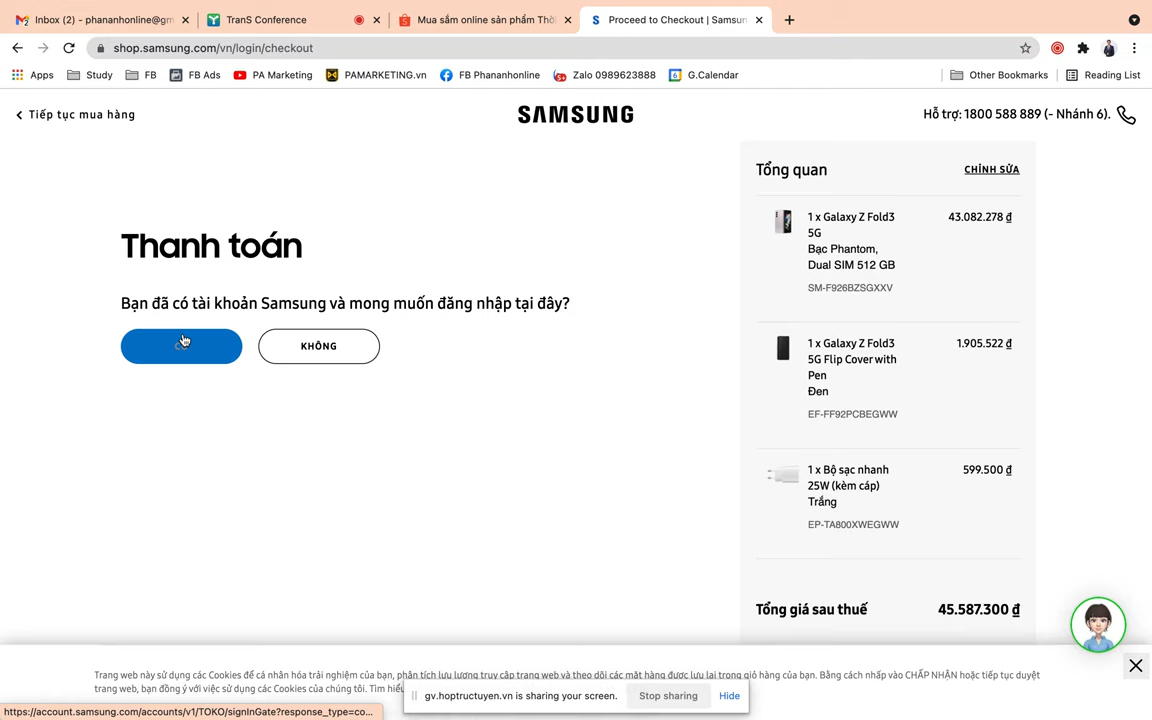 Inbox (2) - phananhonline@gm
TranS Conference
Mua sắm online sản phẩm Thờ
Proceed to Checkout | Samsun
shop.samsung.com/vn/login/checkout
Apps
Study
FB
FB Ads
PA Marketing
PAMARKETING.vn
FB Phananhonline
Zalo 0989623888
G.Calendar
Other Bookmarks
Reading List
Tiếp tục mua hàng
SAMSUNG
Hỗ trợ: 1800 588 889 (- Nhánh 6).
Thanh toán
Bạn đã có tài khoản Samsung và mong muốn đăng nhập tại đây?
KHÔNG
Tổng quan
CHỈNH SỬA
1 x Galaxy Z Fold3
5G
Bạc Phantom,
Dual SIM 512 GB
SM-F926BZSGXXV
43.082.278 ₫
1 x Galaxy Z Fold3
5G Flip Cover with
Pen
Đen
EF-FF92PCBEGWW
1.905.522 ₫
1 x Bộ sạc nhanh
25W (kèm cáp)
Trắng
EP-TA800XWEGWW
599.500 ₫
Tổng giá sau thuế
45.587.300 ₫
Trang web này sử dụng các Cookies để cá nhân hóa trải nghiệm của bạn, phân tích lưu lượng truy cập trang web và theo dõi các mặt hàng được lưu lại trong giỏ hàng của bạn. Bằng cách nhấp vào CHẤP NHẬN hoặc tiếp tục duyệt
trang web, bạn đồng ý với việc sử dụng các Cookies của chúng tôi. Tìm hiểu
gv.hoptructuyen.vn is sharing your screen.
Stop sharing
Hide
https://account.samsung.com/accounts/v1/TOKO/signInGate?response_type=co...